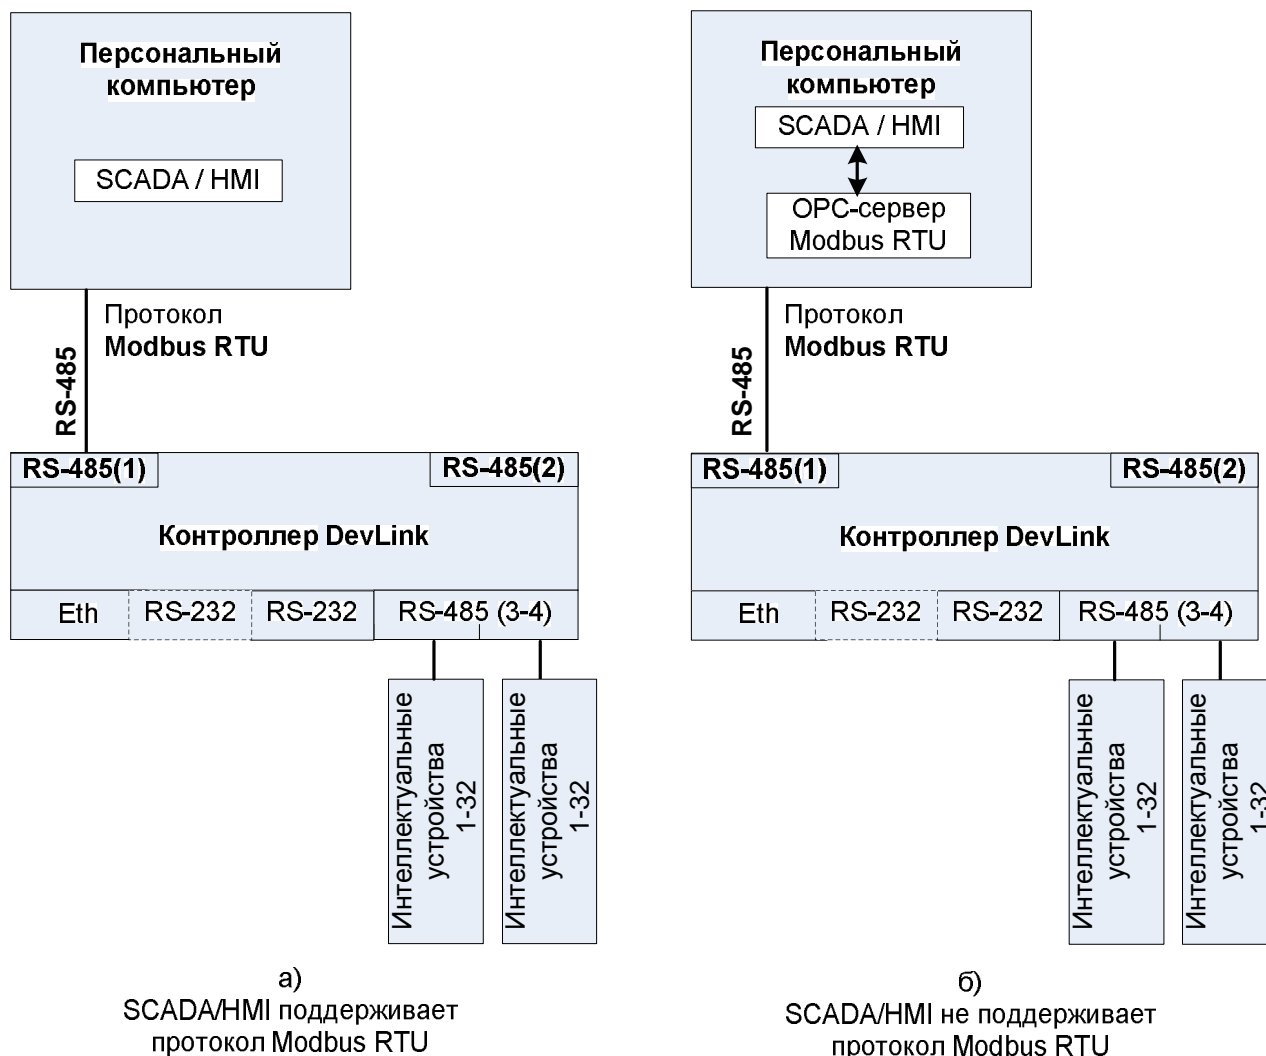 Персональный
компьютер
SCADA / HMI
Протокол
Modbus RTU
RS-485
RS-485(1)
RS-485(2)
Контроллер DevLink
Eth
RS-232
RS-232
RS-485 (3-4)
Интеллектуальные
устройства
1-32
Интеллектуальные
устройства
1-32
а)
SCADA/HMI поддерживает
протокол Modbus RTU
Персональный
компьютер
SCADA / HMI
OPC-сервер
Modbus RTU
Протокол
Modbus RTU
RS-485
RS-485(1)
RS-485(2)
Контроллер DevLink
Eth
RS-232
RS-232
RS-485 (3-4)
Интеллектуальные
устройства
1-32
Интеллектуальные
устройства
1-32
б)
SCADA/HMI не поддерживает
протокол Modbus RTU